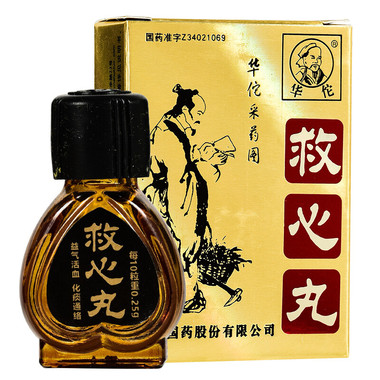 国药准字Z34021069
华佗采药图
®
华佗
救心丸
国药股份有限公司
救心丸
益气活血 化痰通络
每10粒重0.25g